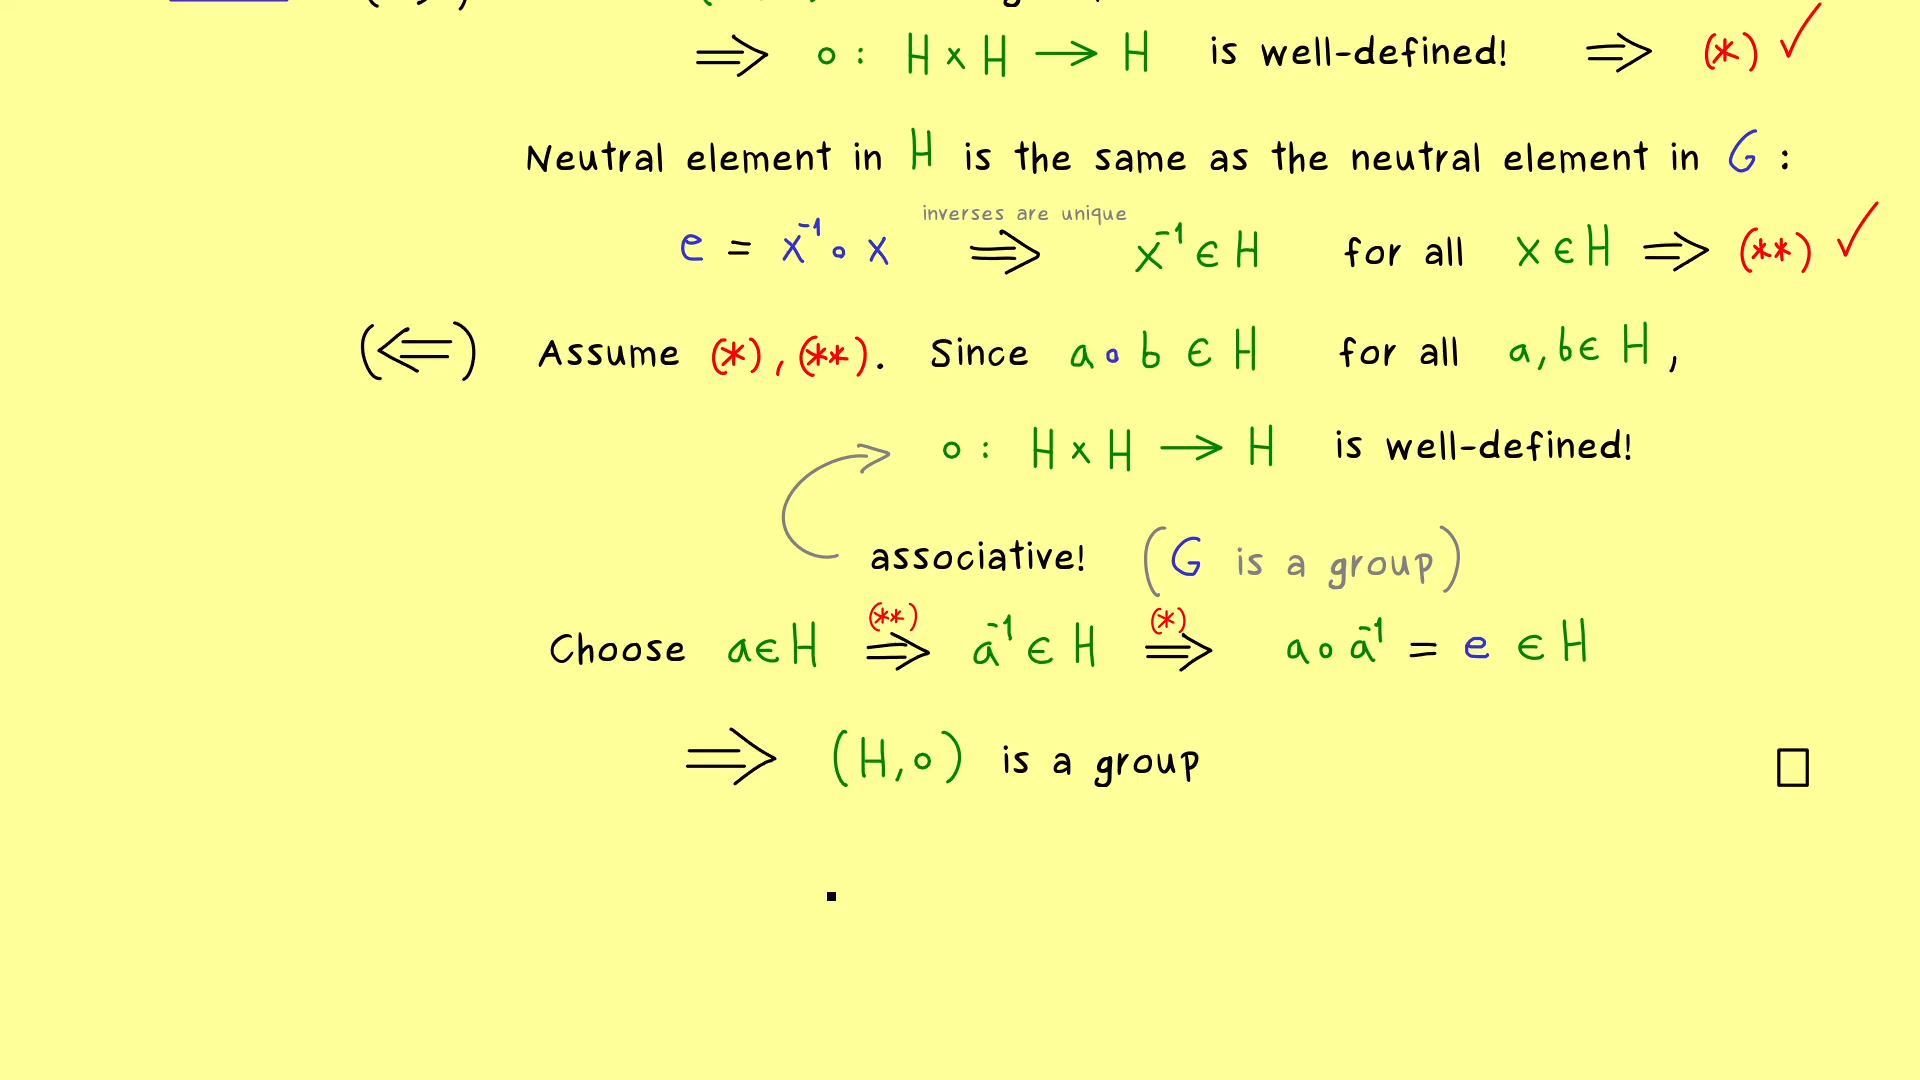 ⟹ ∘ : H × H ⟶ H is well-defined! ⟹ (*) ✓
Neutral element in H is the same as the neutral element in G :
inverses are unique
e = x⁻¹ ∘ x ⟹ x⁻¹ ∈ H for all x ∈ H ⟹ (**) ✓
(⟸) Assume (*), (**). Since a ∘ b ∈ H for all a, b ∈ H ,
∘ : H × H ⟶ H is well-defined!
associative! (G is a group)
(**) (*)
Choose a ∈ H ⟹ a⁻¹ ∈ H ⟹ a ∘ a⁻¹ = e ∈ H
⟹ (H, ∘) is a group □